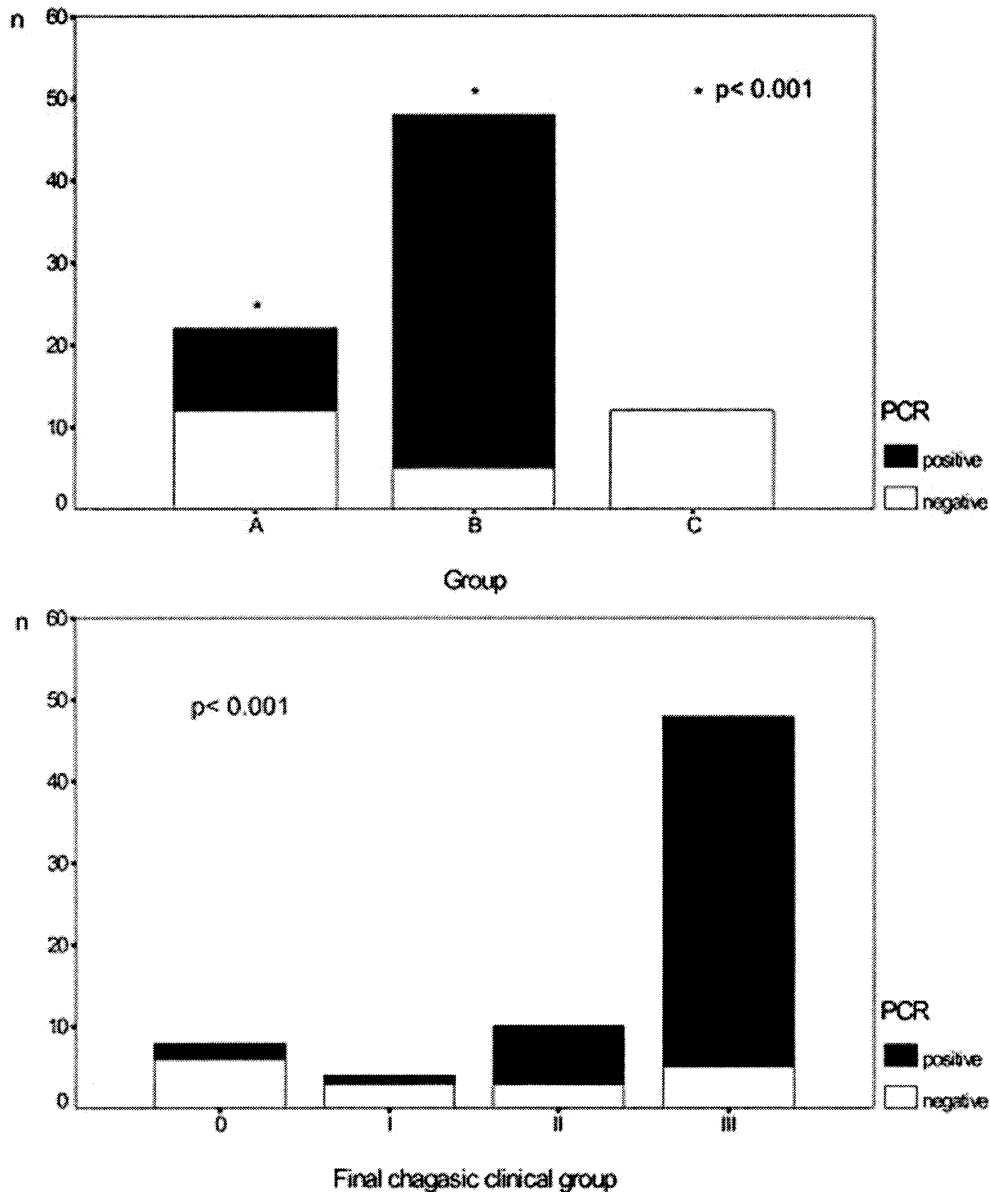 n
60
50
40
30
20
10
0
* * * p< 0.001
A B C
Group
PCR
positive
negative
n
60
50
40
30
20
10
0
p< 0.001
0 I II III
Final chagasic clinical group
PCR
positive
negative